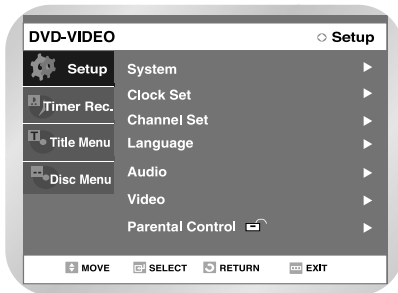 DVD-VIDEO Setup
Setup
Timer Rec.
Title Menu
Disc Menu
System
Clock Set
Channel Set
Language
Audio
Video
Parental Control
MOVE SELECT RETURN EXIT